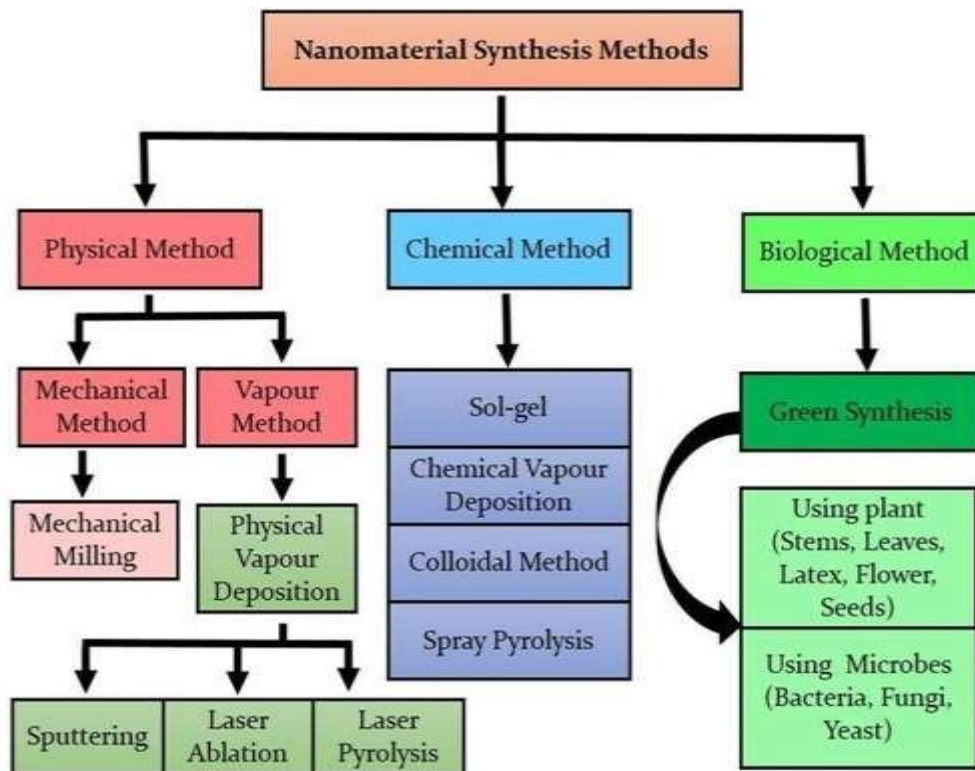 Nanomaterial Synthesis Methods
Physical Method
Chemical Method
Biological Method
Mechanical
Method
Vapour
Method
Mechanical
Milling
Physical
Vapour
Deposition
Sputtering
Laser
Ablation
Laser
Pyrolysis
Sol-gel
Chemical Vapour
Deposition
Colloidal Method
Spray Pyrolysis
Green Synthesis
Using plant
(Stems, Leaves,
Latex, Flower,
Seeds)
Using Microbes
(Bacteria, Fungi,
Yeast)